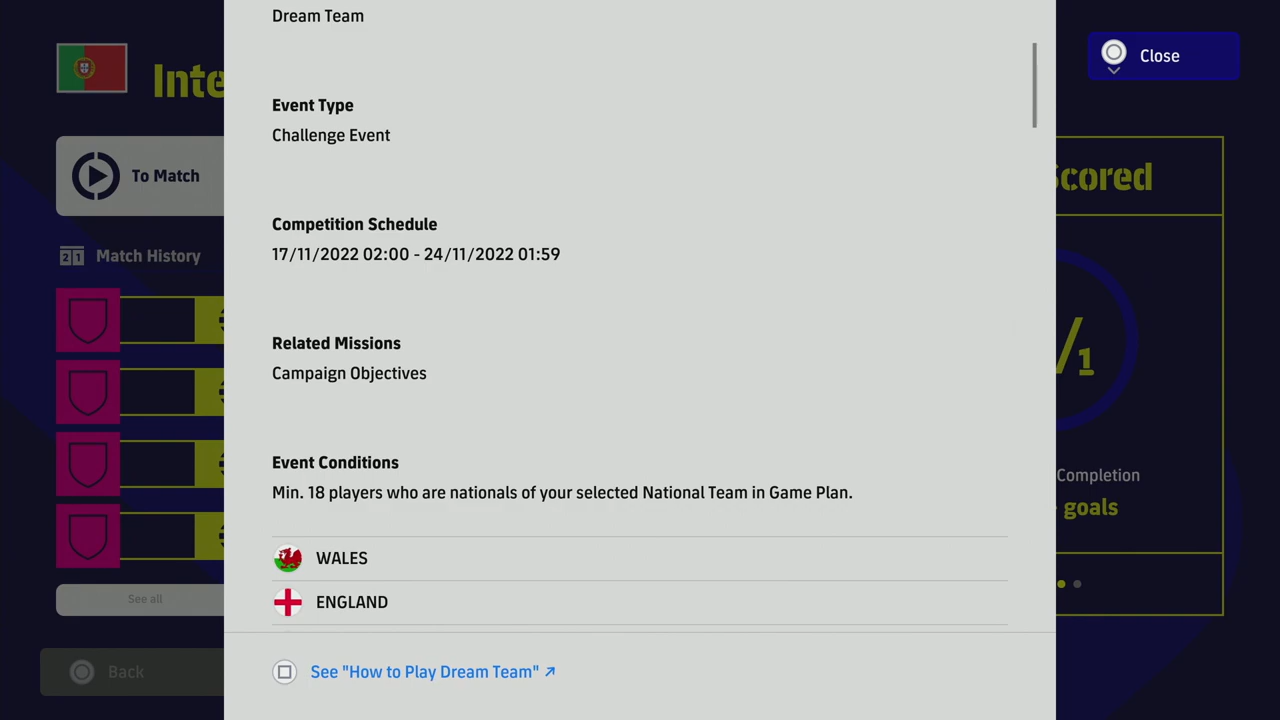 Dream Team
Close
Inte
Event Type
Challenge Event
To Match
Scored
Competition Schedule
17/11/2022 02:00 - 24/11/2022 01:59
21
Match History
Related Missions
Campaign Objectives
/1
Event Conditions
Min. 18 players who are nationals of your selected National Team in Game Plan.
Completion
goals
WALES
ENGLAND
See all
Back
See "How to Play Dream Team" ↗